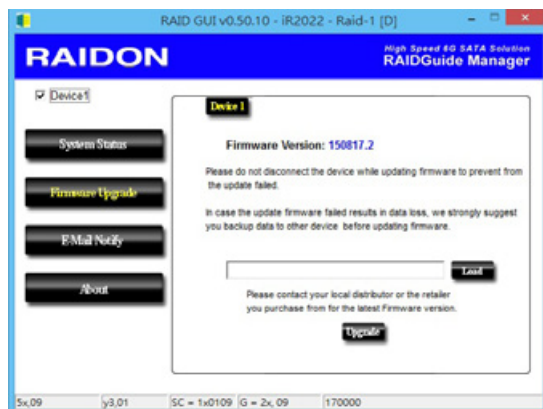 RAID GUI v0.50.10 - iR2022 - Raid-1 [D]
RAIDON
High Speed 6G SATA Solution
RAIDGuide Manager
Device1
Device 1
System Status
Firmware Version: 150817.2
Please do not disconnect the device while updating firmware to prevent from
the update failed.
Firmware Upgrade
In case the update firmware failed results in data loss, we strongly suggest
you backup data to other device before updating firmware.
E-Mail Notify
Load
About
Please contact your local distributor or the retailer
you purchase from for the latest Firmware version.
Upgrade
5x,09 y3,01 SC = 1x0109 G = 2x, 09 170000